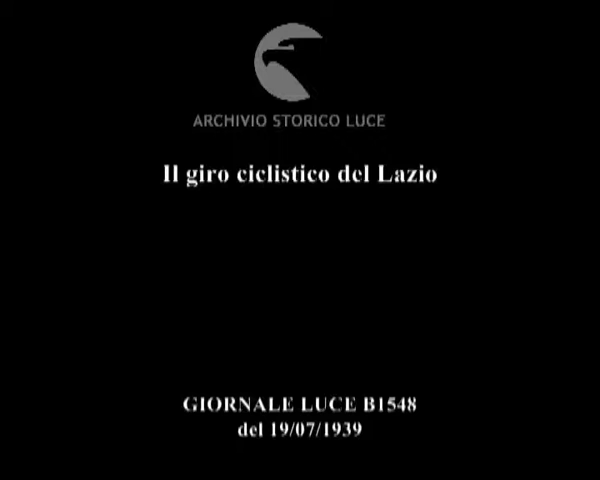 ARCHIVIO STORICO LUCE
Il giro ciclistico del Lazio
GIORNALE LUCE B1548
del 19/07/1939